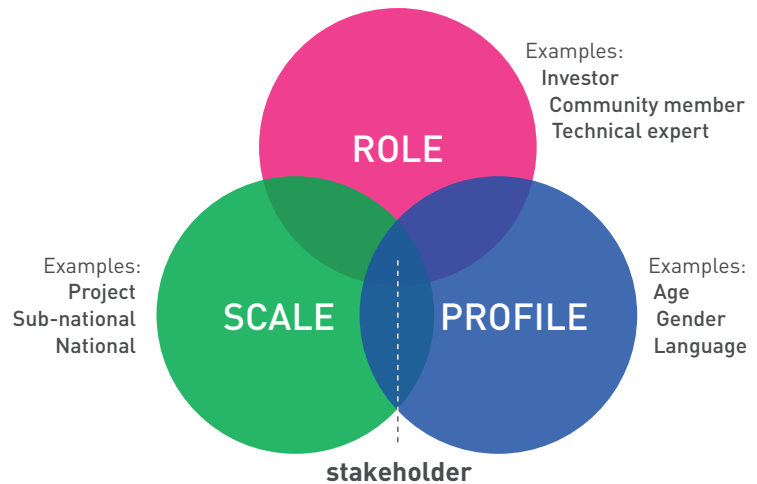 Examples:
Investor
Community member
Technical expert
ROLE
Examples:
Project
Sub-national
National
SCALE
PROFILE
Examples:
Age
Gender
Language
stakeholder